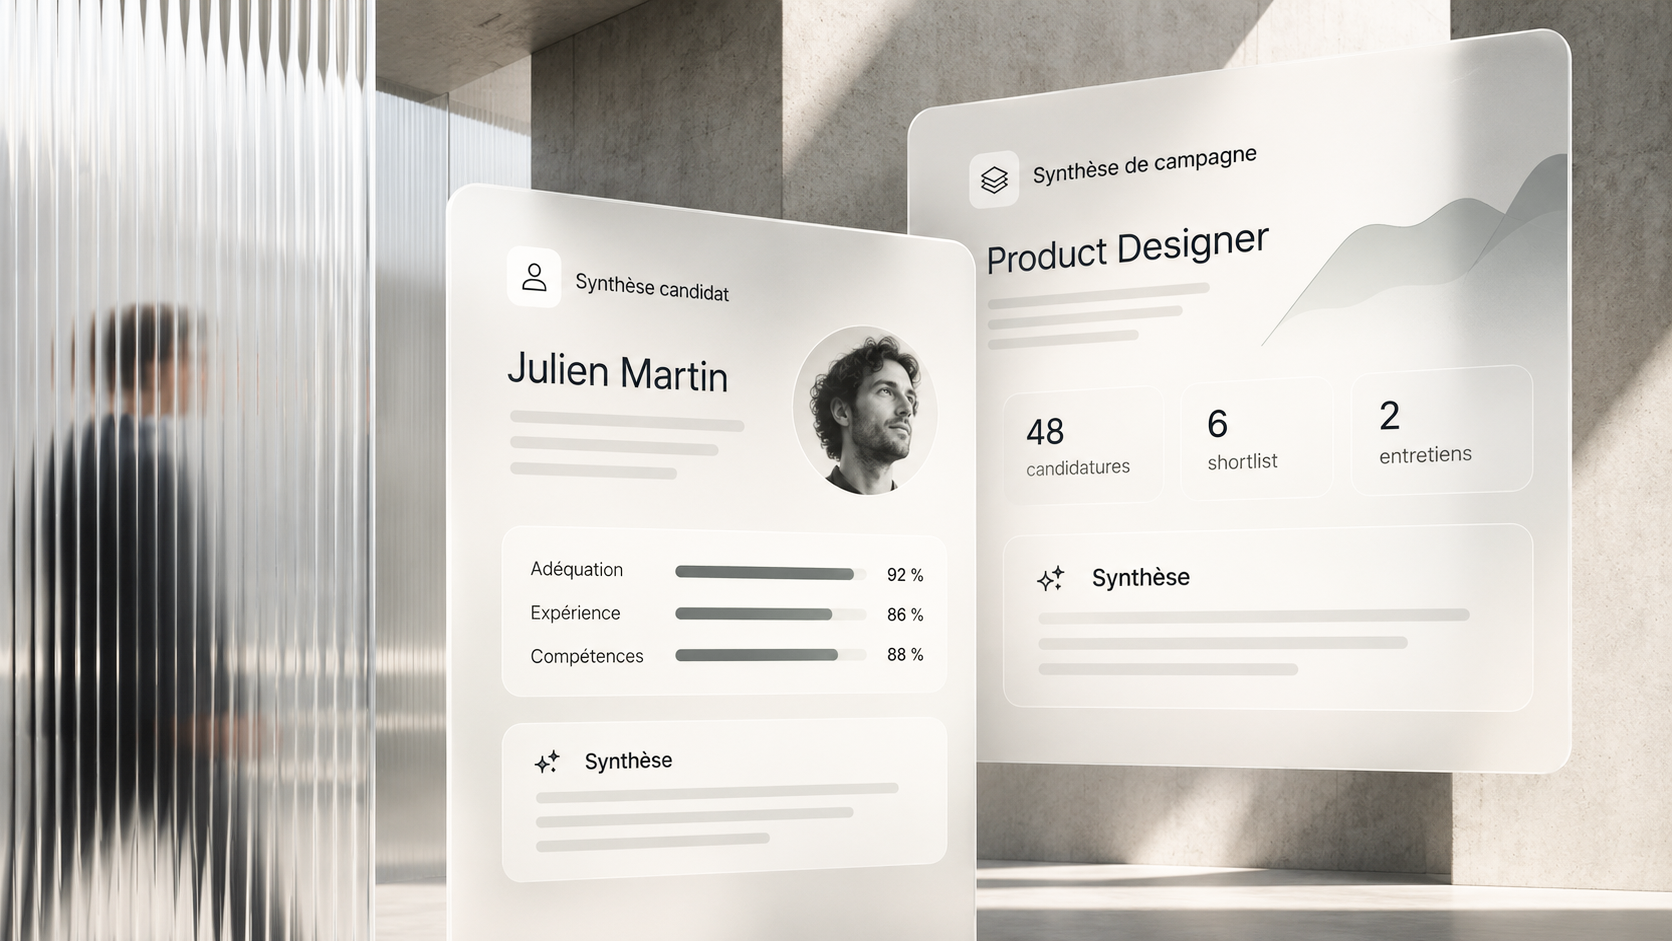 Synthèse candidat
Julien Martin
Adéquation 92 %
Expérience 86 %
Compétences 88 %
Synthèse
Synthèse de campagne
Product Designer
48
candidatures
6
shortlist
2
entretiens
Synthèse